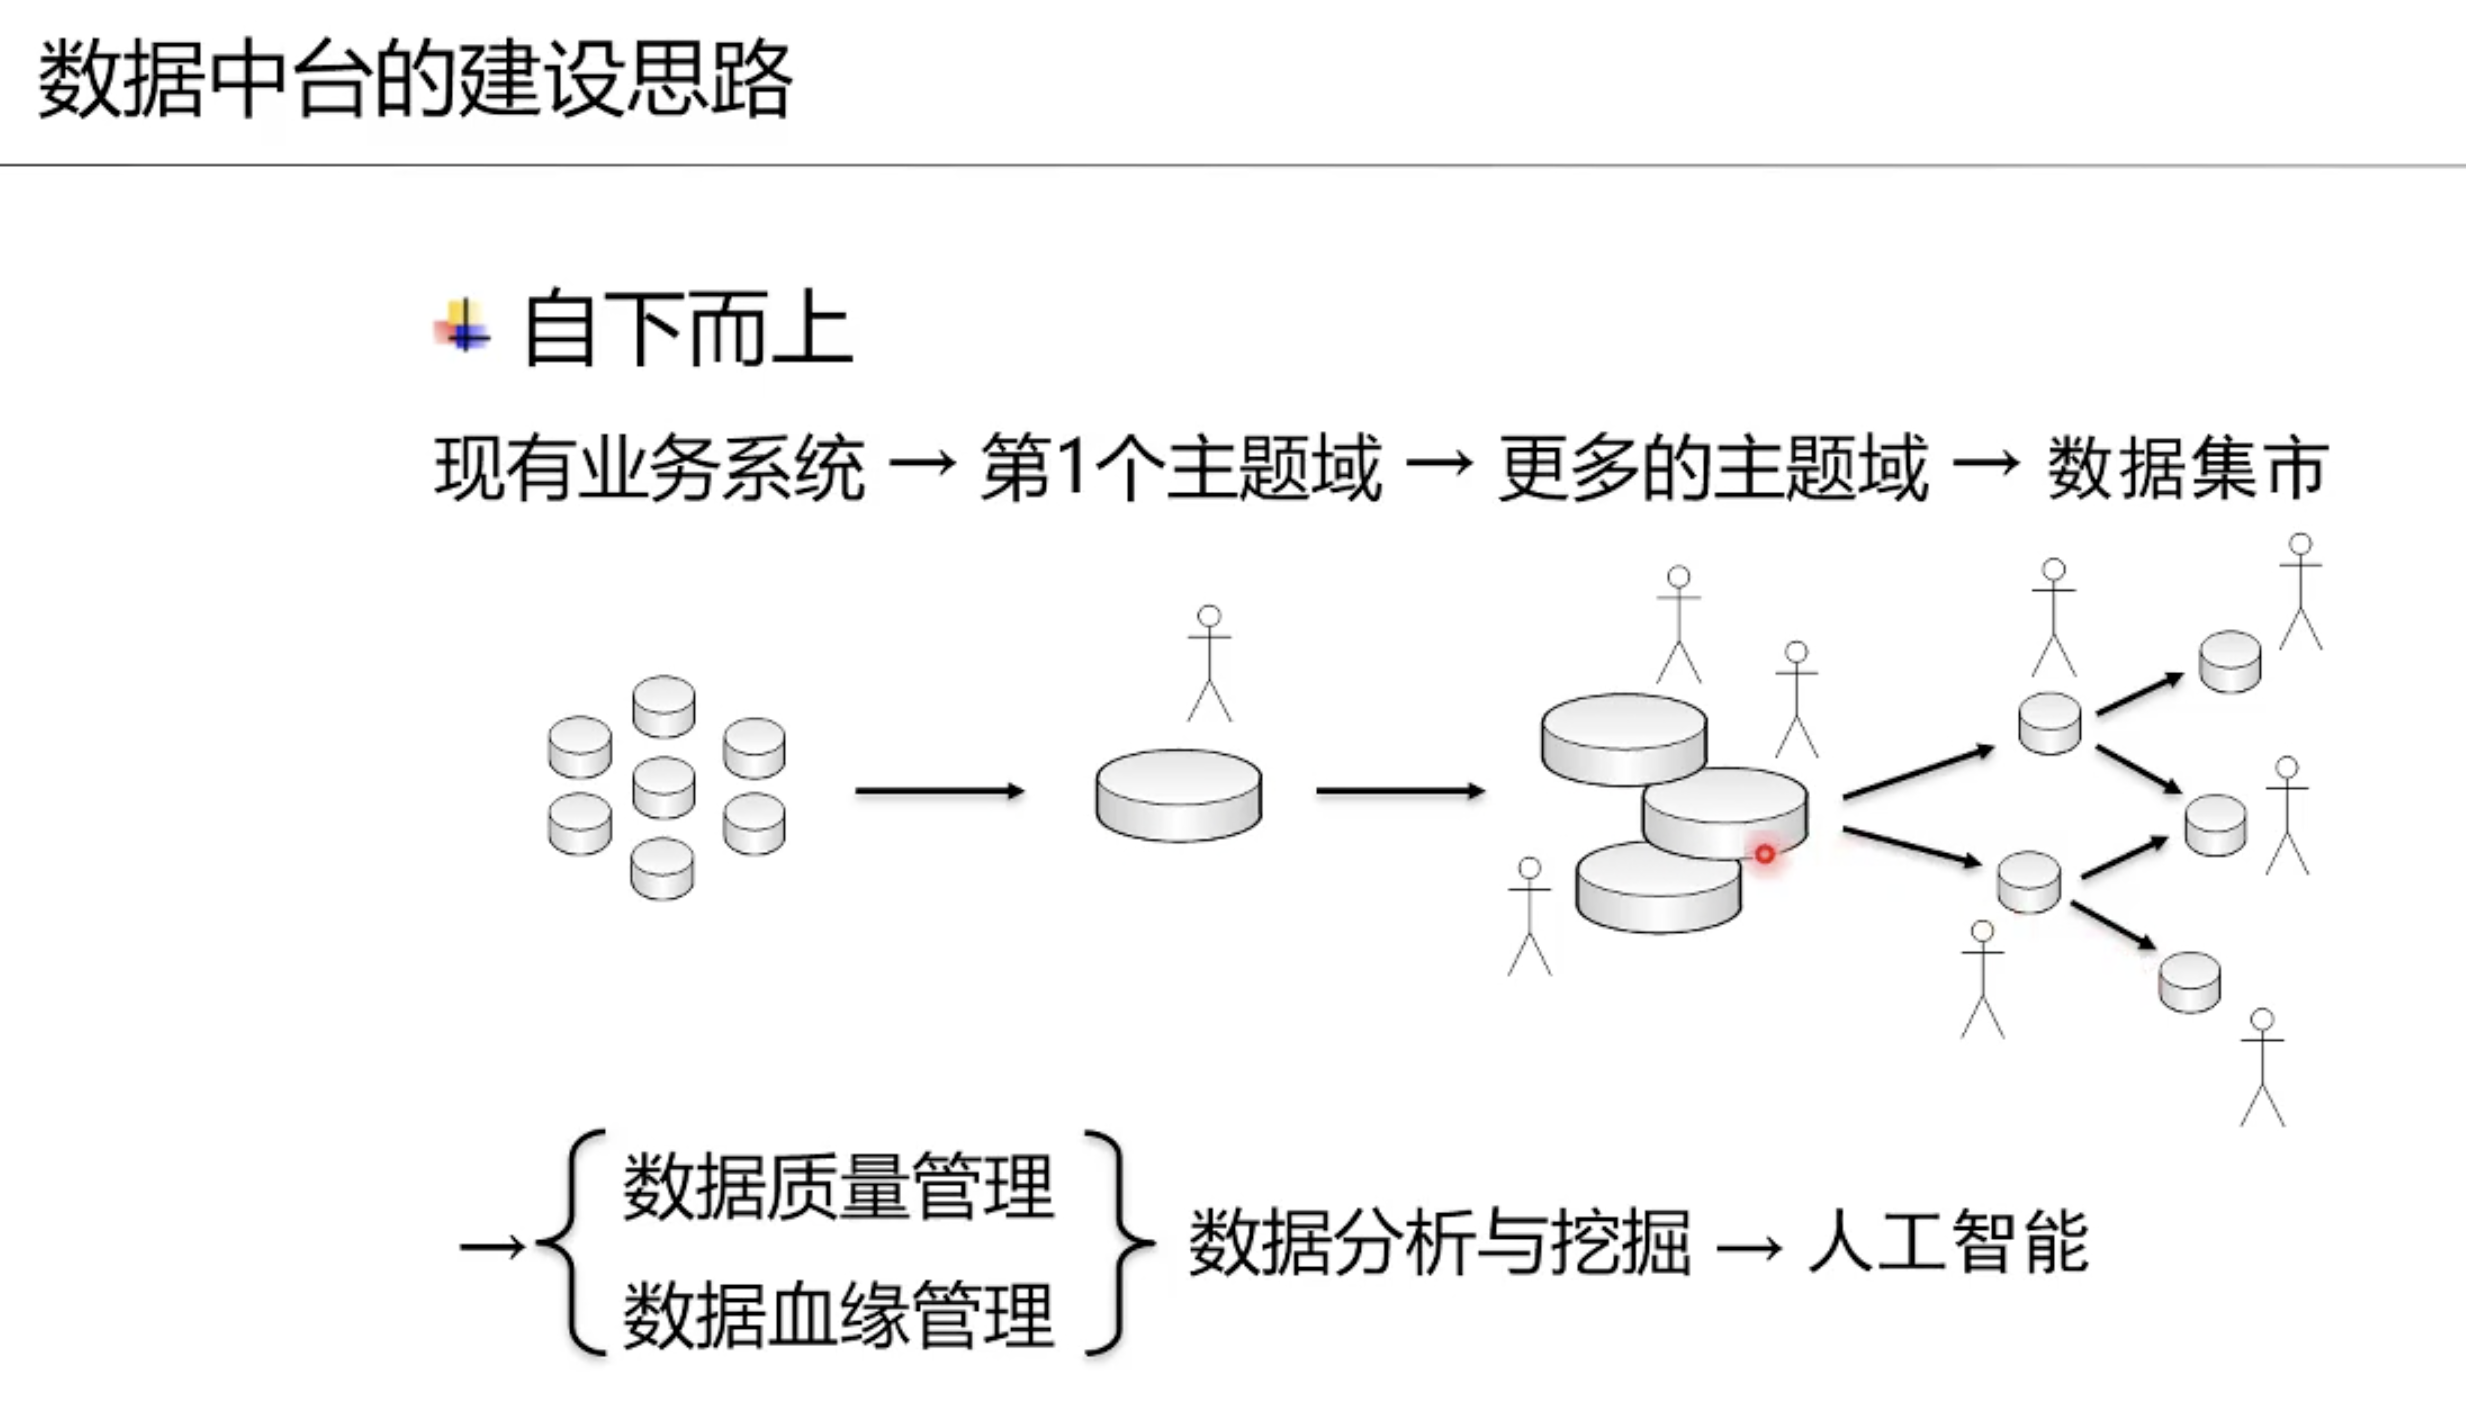 数据中台的建设思路
自下而上
现有业务系统 → 第1个主题域 → 更多的主题域 → 数据集市
→ 数据质量管理
数据血缘管理
数据分析与挖掘 → 人工智能